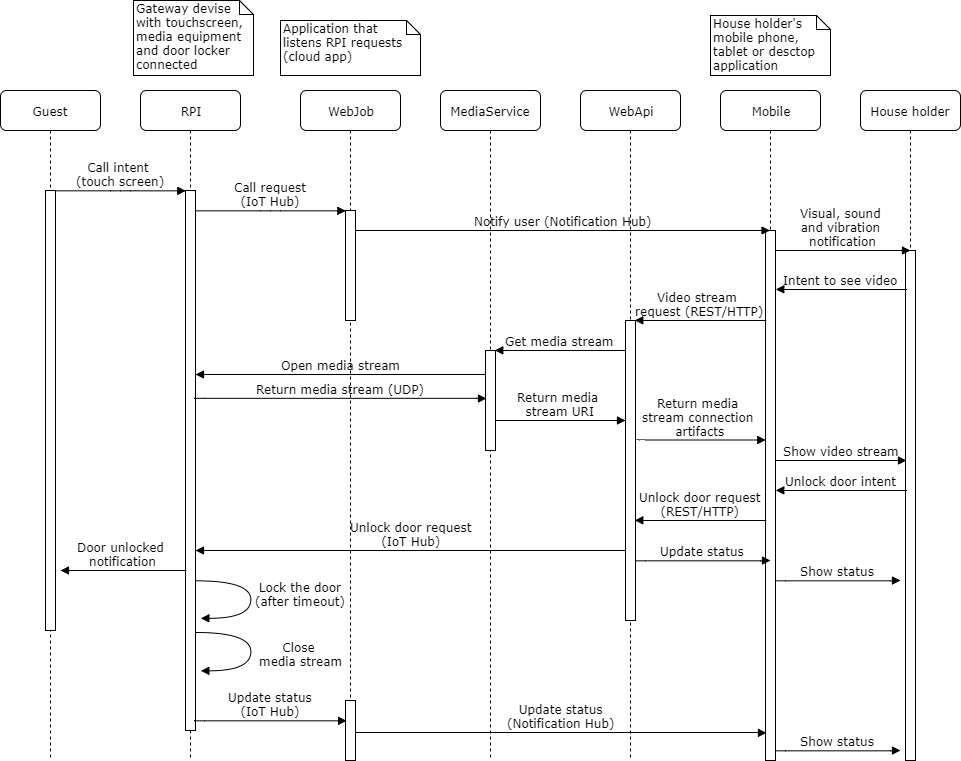 Gateway devise
with touchscreen,
media equipment
and door locker
connected
Application that
listens RPI requests
(cloud app)
House holder's
mobile phone,
tablet or desctop
application
Guest
RPI
WebJob
MediaService
WebApi
Mobile
House holder
Call intent
(touch screen)
Call request
(IoT Hub)
Notify user (Notification Hub)
Visual, sound
and vibration
notification
Intent to see video
Video stream
request (REST/HTTP)
Get media stream
Open media stream
Return media stream (UDP)
Return media
stream URI
Return media
stream connection
artifacts
Show video stream
Unlock door intent
Unlock door request
(REST/HTTP)
Unlock door request
(IoT Hub)
Update status
Door unlocked
notification
Show status
Lock the door
(after timeout)
Close
media stream
Update status
(IoT Hub)
Update status
(Notification Hub)
Show status